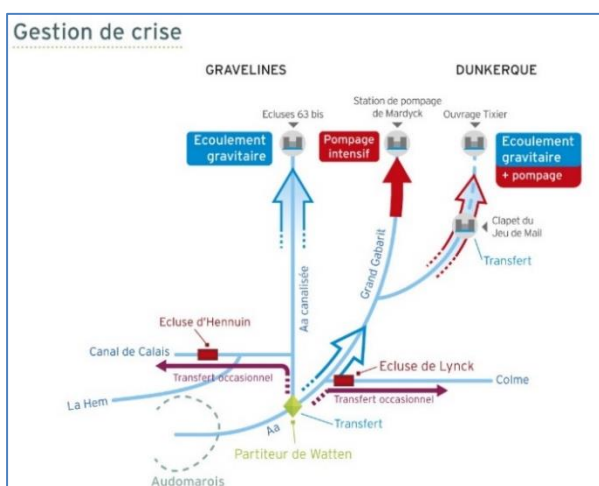 Gestion de crise
GRAVELINES
DUNKERQUE
Ecluses 63 bis
Station de pompage
de Mardyck
Ouvrage Tixier
Ecoulement
gravitaire
Pompage
intensif
Ecoulement
gravitaire
+ pompage
Clapet du
Jeu de Mail
Transfert
Grand Gabarit
Aa canalisée
Ecluse d'Hennuin
Canal de Calais
Transfert occasionnel
Ecluse de Lynck
Colme
Transfert occasionnel
La Hem
Aa
Transfert
Partiteur de Watten
Audomarois